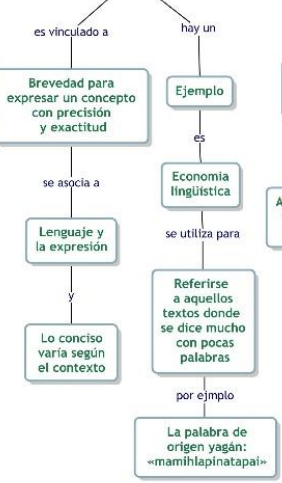 es vinculado a
Brevedad para
expresar un concepto
con precisión
y exactitud
se asocia a
Lenguaje y
la expresión
y
Lo conciso
varía según
el contexto
hay un
Ejemplo
es
Economia
lingüística
se utiliza para
Referirse
a aquellos
textos donde
se dice mucho
con pocas
palabras
por ejmplo
La palabra de
origen yagán:
«mamihlapinatapai»
A